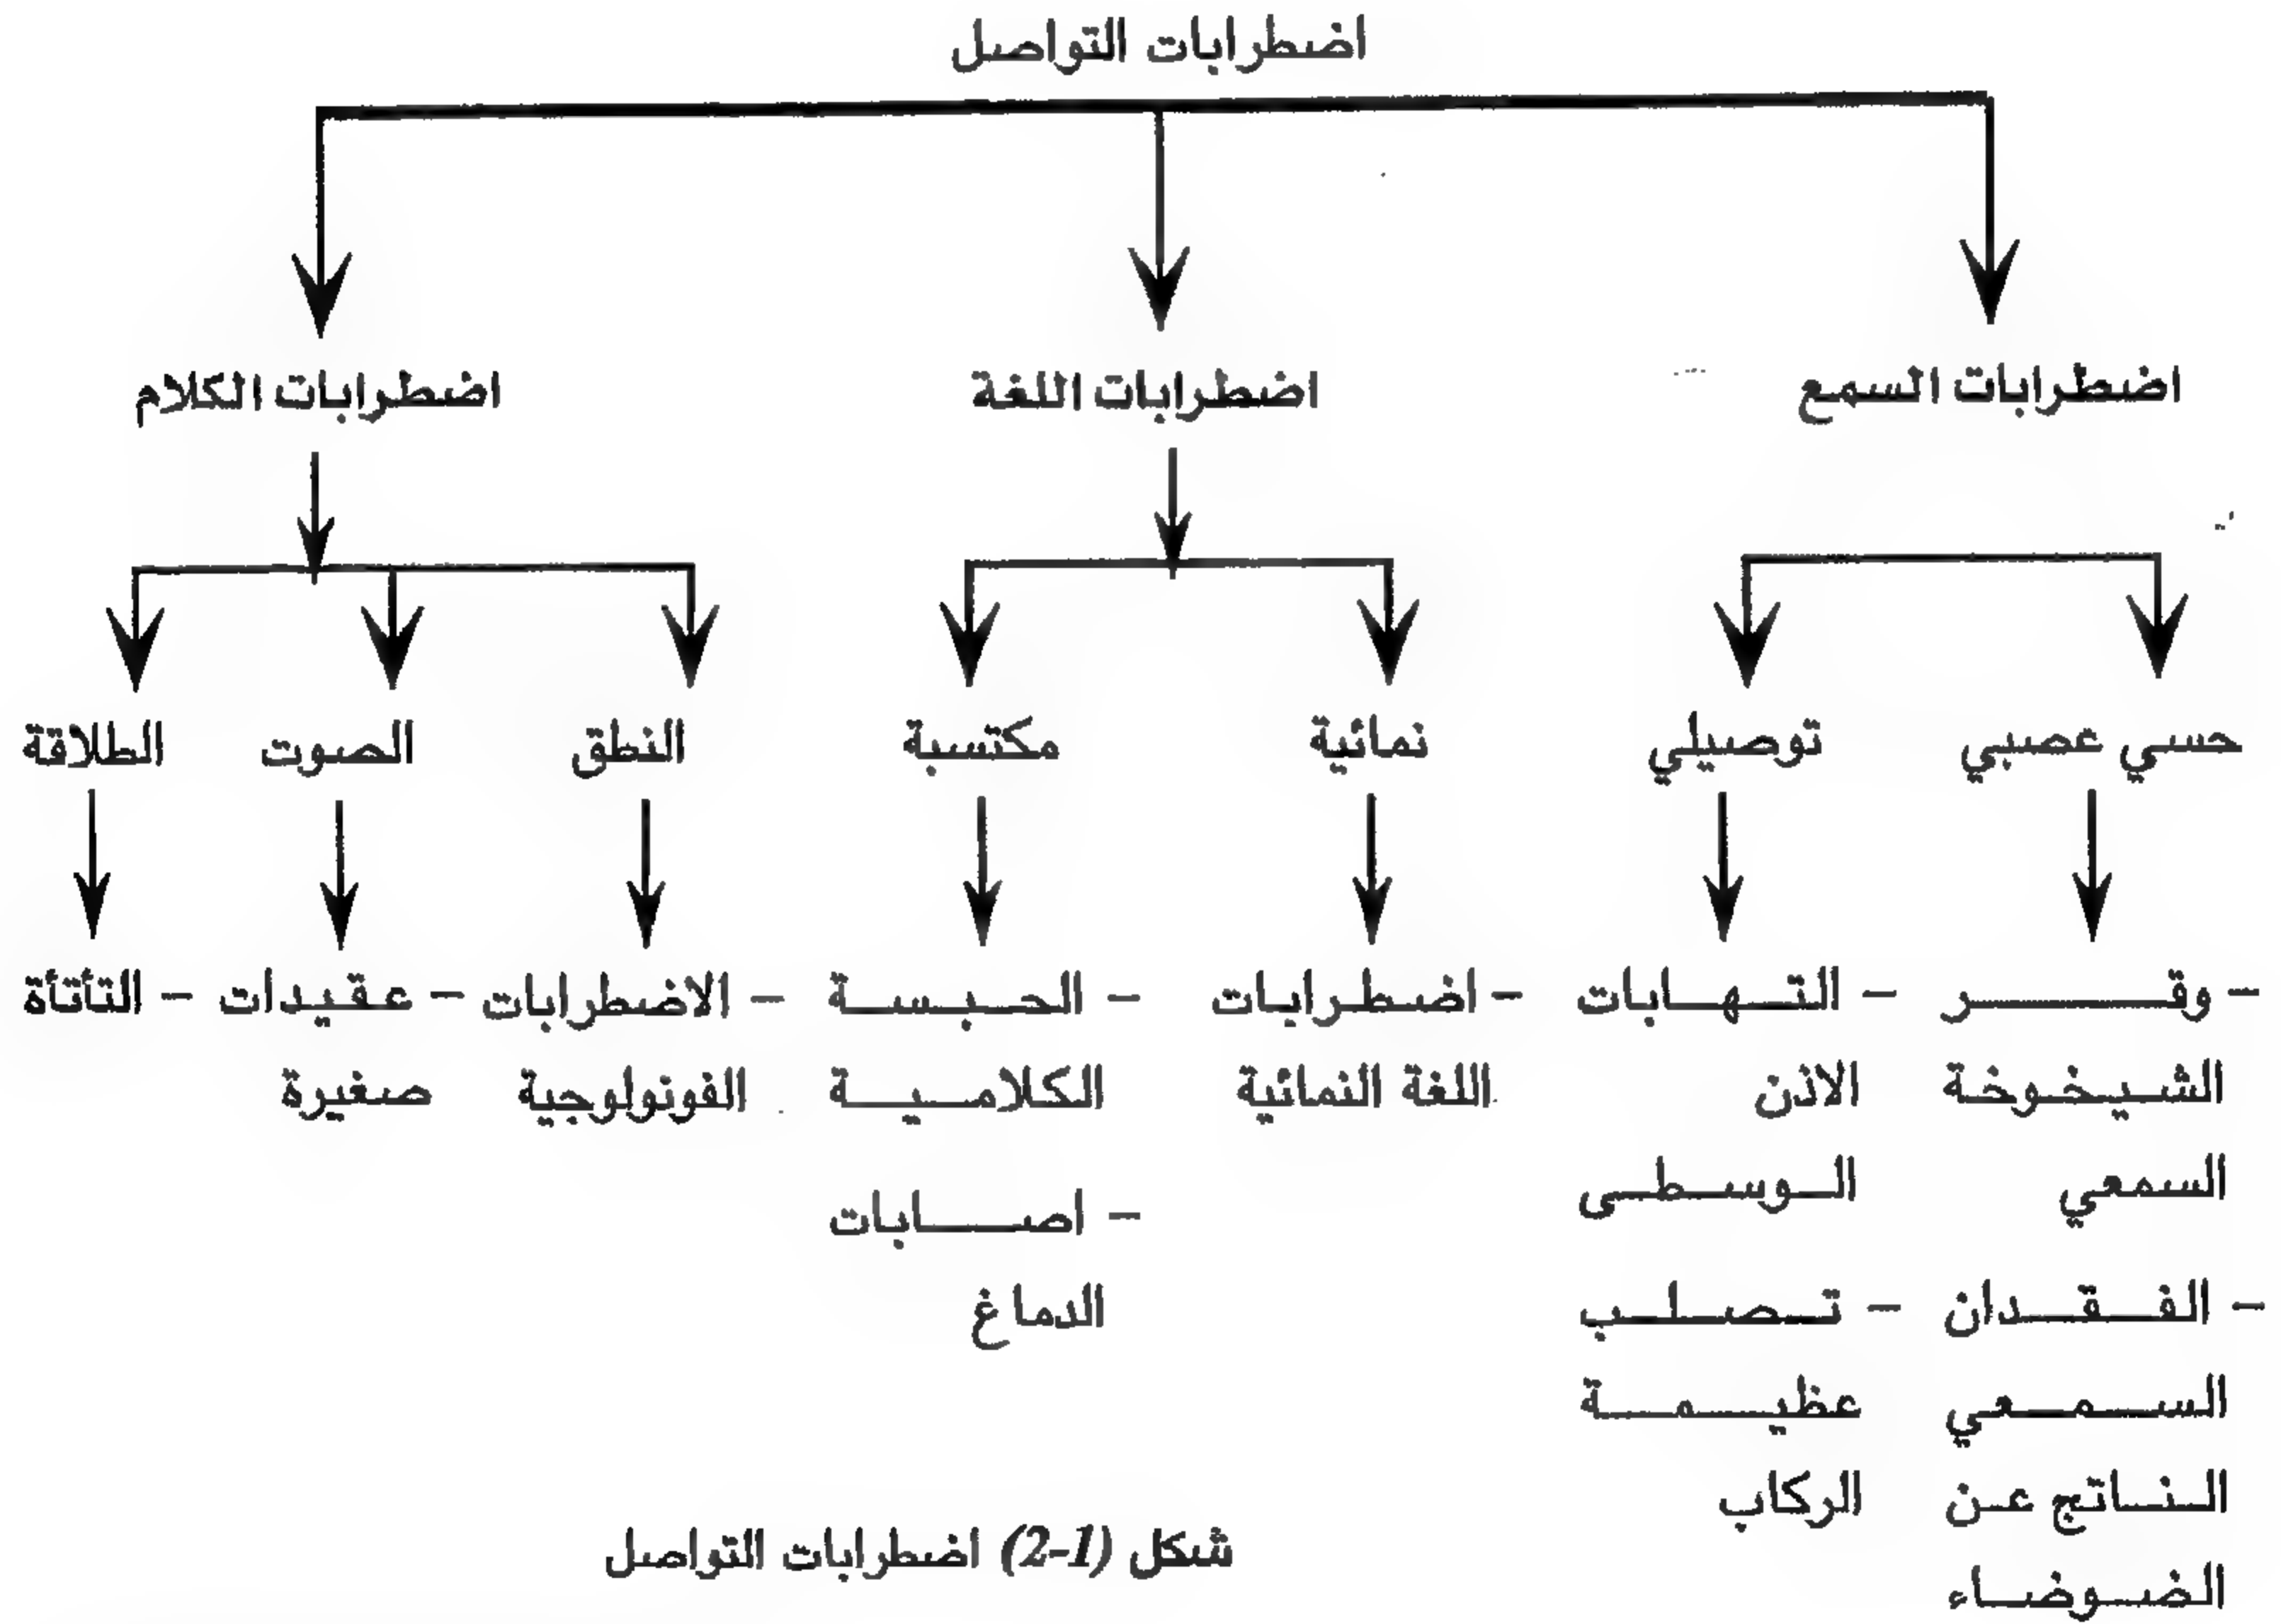 اضطرابات التواصل
اضطرابات السمع
اضطرابات اللغة
اضطرابات الكلام
حسي عصبي
توصيلي
نمائية
مكتسبة
النطق
الصوت
الطلاقة
- وقر
الشيخوخة
السمعي
- الفقدان
السمعي
الناتج عن
الضوضاء
- التهابات
الاذن
الوسطى
- تصلب
عظيمة
الركاب
- اضطرابات
اللغة النمائية
- الحبسة
الكلامية
- اصابات
الدماغ
- الاضطرابات
الفونولوجية
- عقيدات
صغيرة
- التأتأة
شكل (2-1) اضطرابات التواصل